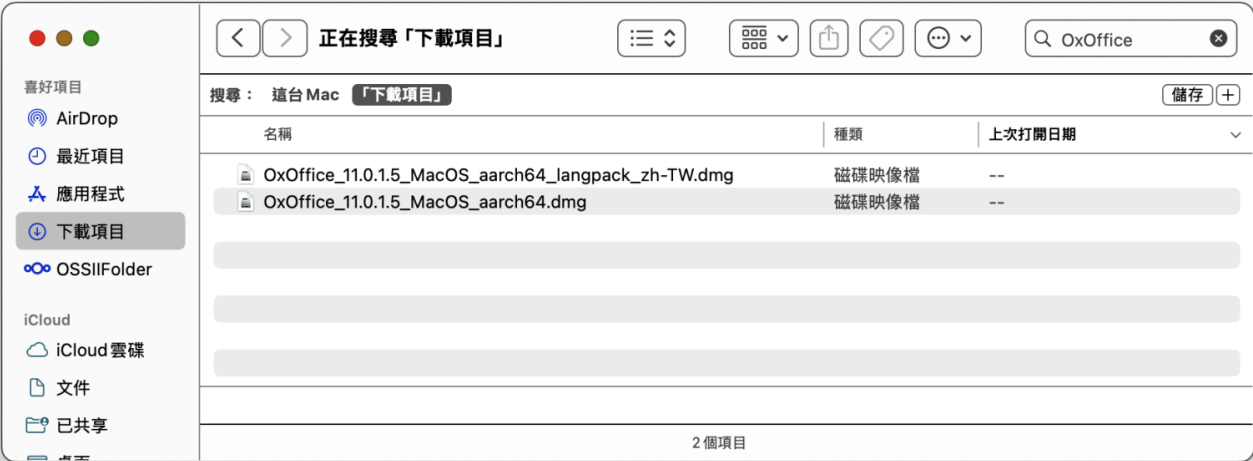 正在搜尋「下載項目」
OxOffice
喜好項目
AirDrop
最近項目
應用程式
下載項目
OSSIIFolder
iCloud
iCloud雲碟
文件
已共享
搜尋： 這台 Mac 「下載項目」 儲存 +
名稱 種類 上次打開日期
OxOffice_11.0.1.5_MacOS_aarch64_langpack_zh-TW.dmg 磁碟映像檔 --
OxOffice_11.0.1.5_MacOS_aarch64.dmg 磁碟映像檔 --
2 個項目